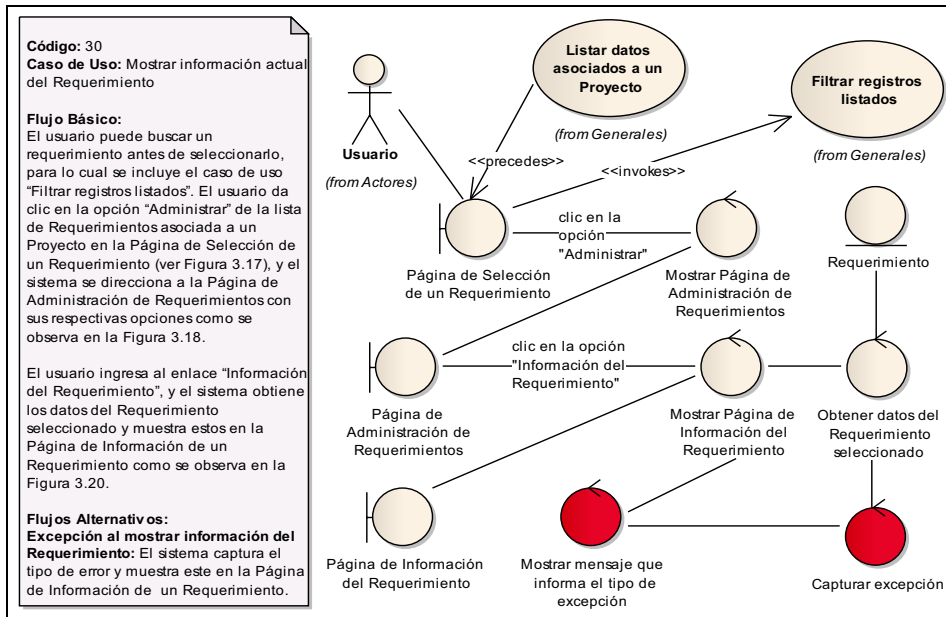 Código: 30
Caso de Uso: Mostrar información actual
del Requerimiento
Flujo Básico:
El usuario puede buscar un
requerimiento antes de seleccionarlo,
para lo cual se incluye el caso de uso
"Filtrar registros listados". El usuario da
clic en la opción "Administrar" de la lista
de Requerimientos asociada a un
Proyecto en la Página de Selección de
un Requerimiento (ver Figura 3.17), y el
sistema se direcciona a la Página de
Administración de Requerimientos con
sus respectivas opciones como se
observa en la Figura 3.18.
El usuario ingresa al enlace "Información
del Requerimiento", y el sistema obtiene
los datos del Requerimiento
seleccionado y muestra estos en la
Página de Información de un
Requerimiento como se observa en la
Figura 3.20.
Flujos Alternativos:
Excepción al mostrar información del
Requerimiento: El sistema captura el
tipo de error y muestra este en la Página
de Información de un Requerimiento.
Usuario
(from Actores)
Listar datos
asociados a un
Proyecto
(from Generales)
Filtrar registros
listados
(from Generales)
<<precedes>>
<<invokes>>
Página de Selección
de un Requerimiento
clic en la
opción
"Administrar"
Mostrar Página de
Administración de
Requerimientos
Requerimiento
Página de
Administración de
Requerimientos
clic en la opción
"Información del
Requerimiento"
Mostrar Página de
Información del
Requerimiento
Obtener datos del
Requerimiento
seleccionado
Página de Información
del Requerimiento
Mostrar mensaje que
informa el tipo de
excepción
Capturar excepción